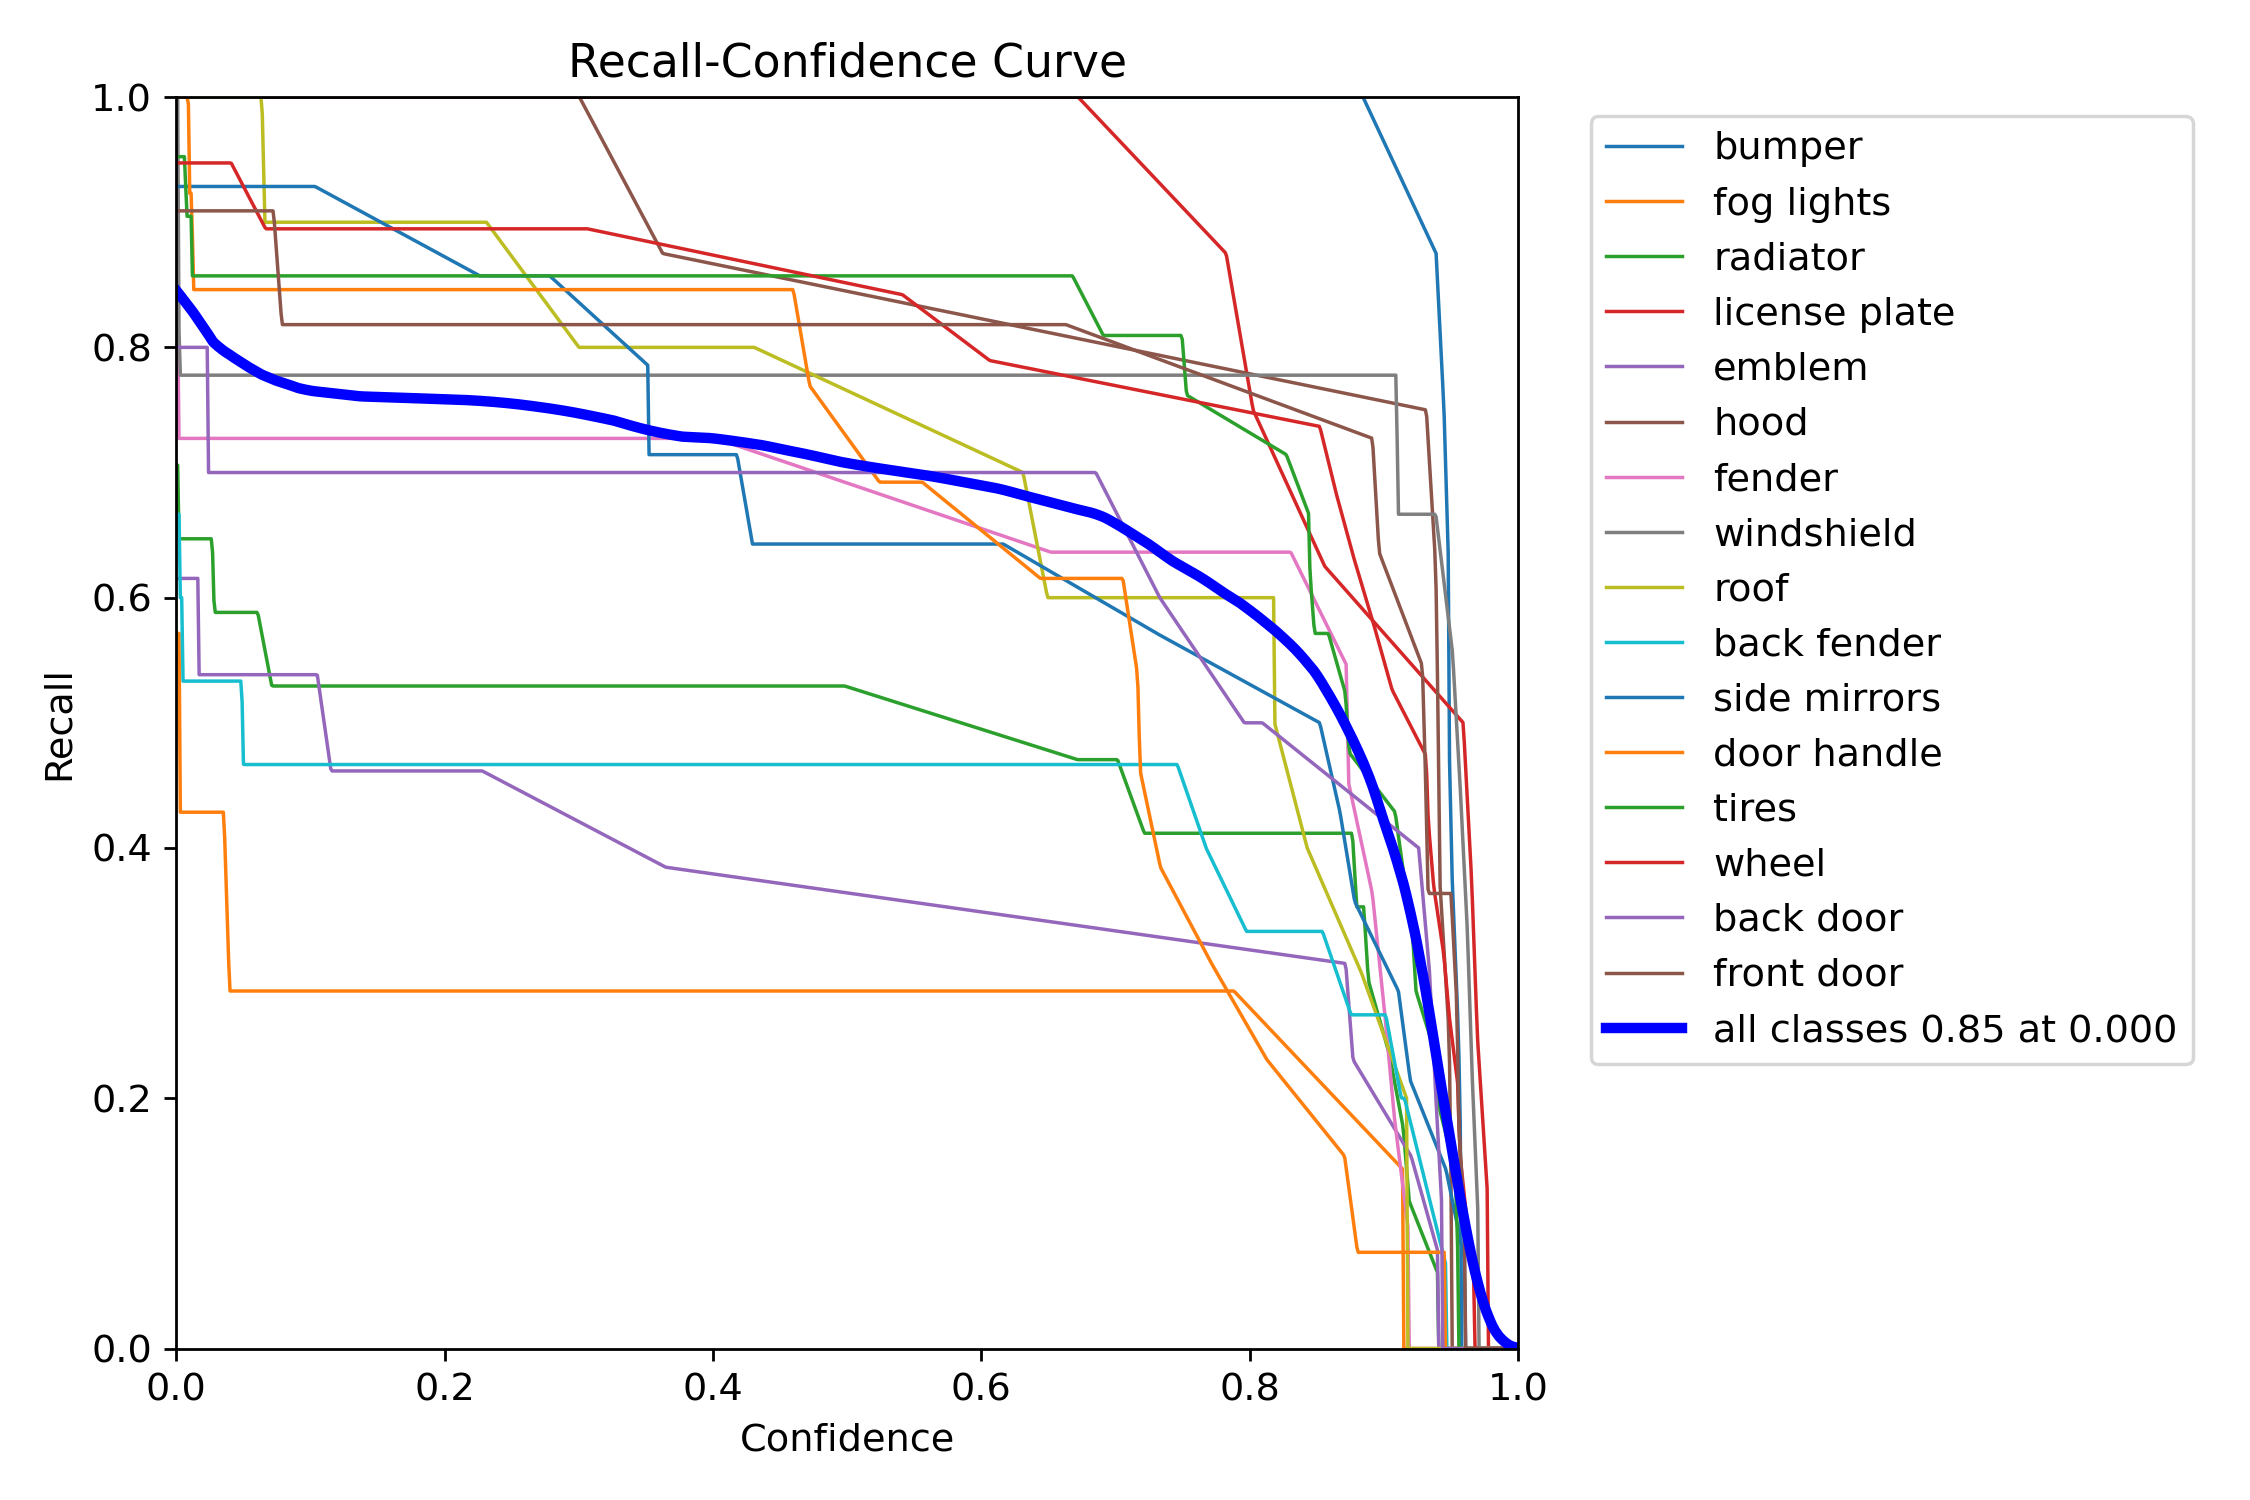 Recall-Confidence Curve
1.0
0.8
0.6
0.4
0.2
0.0
Recall
0.0 0.2 0.4 0.6 0.8 1.0
Confidence
bumper
fog lights
radiator
license plate
emblem
hood
fender
windshield
roof
back fender
side mirrors
door handle
tires
wheel
back door
front door
all classes 0.85 at 0.000